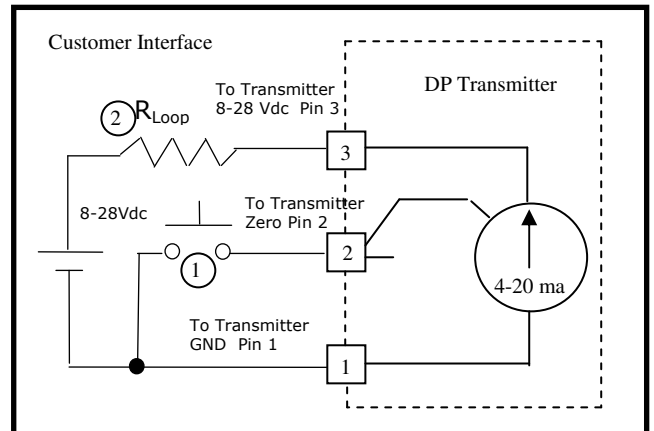 Customer Interface
DP Transmitter
To Transmitter
8-28 Vdc Pin 3
2
RLoop
3
8-28Vdc
To Transmitter
Zero Pin 2
2
1
4-20 ma
To Transmitter
GND Pin 1
1